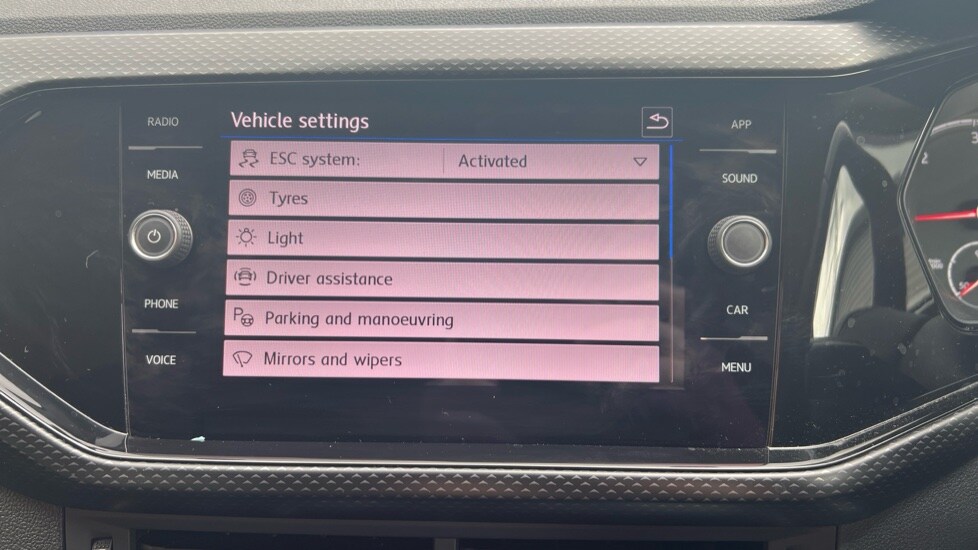 RADIO
MEDIA
PHONE
VOICE
Vehicle settings
ESC system: Activated
Tyres
Light
Driver assistance
P Parking and manoeuvring
Mirrors and wipers
APP
SOUND
CAR
MENU
2